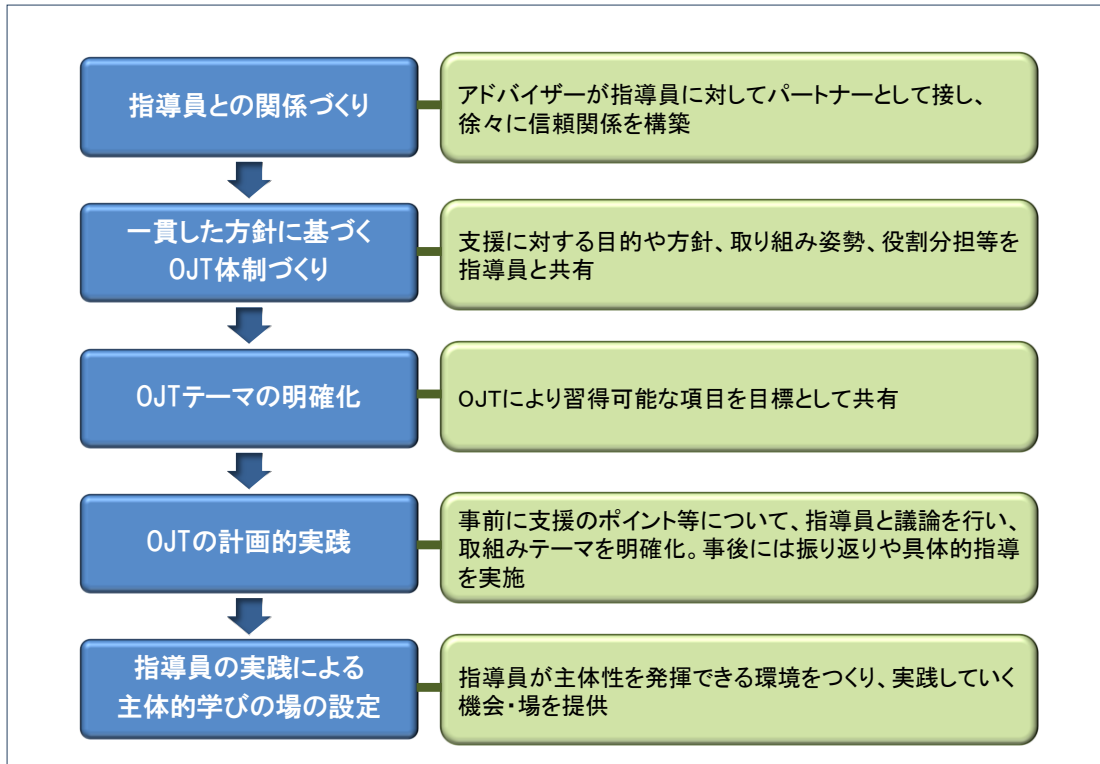 指導員との関係づくり
アドバイザーが指導員に対してパートナーとして接し、
徐々に信頼関係を構築
一貫した方針に基づく
OJT体制づくり
支援に対する目的や方針、取り組み姿勢、役割分担等を
指導員と共有
OJTテーマの明確化
OJTにより習得可能な項目を目標として共有
OJTの計画的実践
事前に支援のポイント等について、指導員と議論を行い、
取組みテーマを明確化。事後には振り返りや具体的指導
を実施
指導員の実践による
主体的学びの場の設定
指導員が主体性を発揮できる環境をつくり、実践していく
機会・場を提供